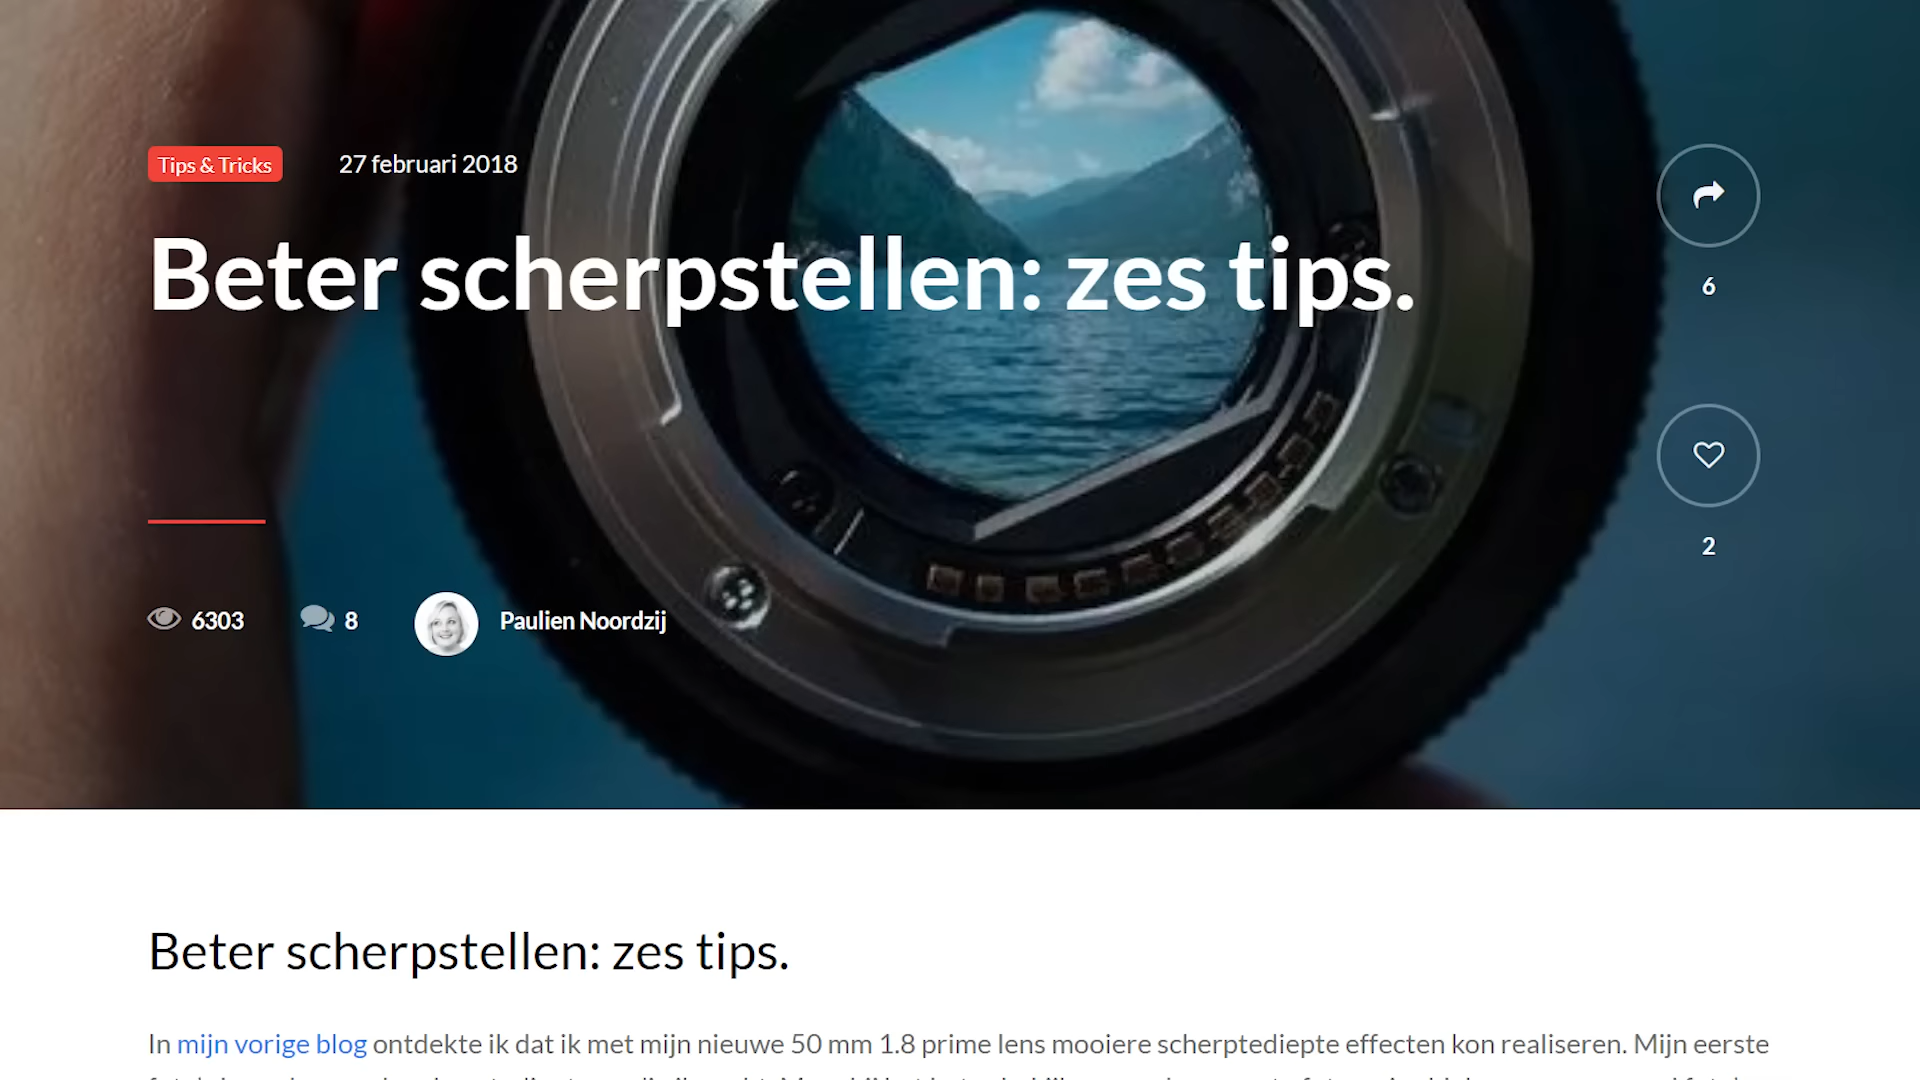 Tips & Tricks
27 februari 2018
Beter scherpstellen: zes tips.
6
2
6303
8
Paulien Noordzij
Beter scherpstellen: zes tips.
In mijn vorige blog ontdekte ik dat ik met mijn nieuwe 50 mm 1.8 prime lens mooiere scherptediepte effecten kon realiseren. Mijn eerste